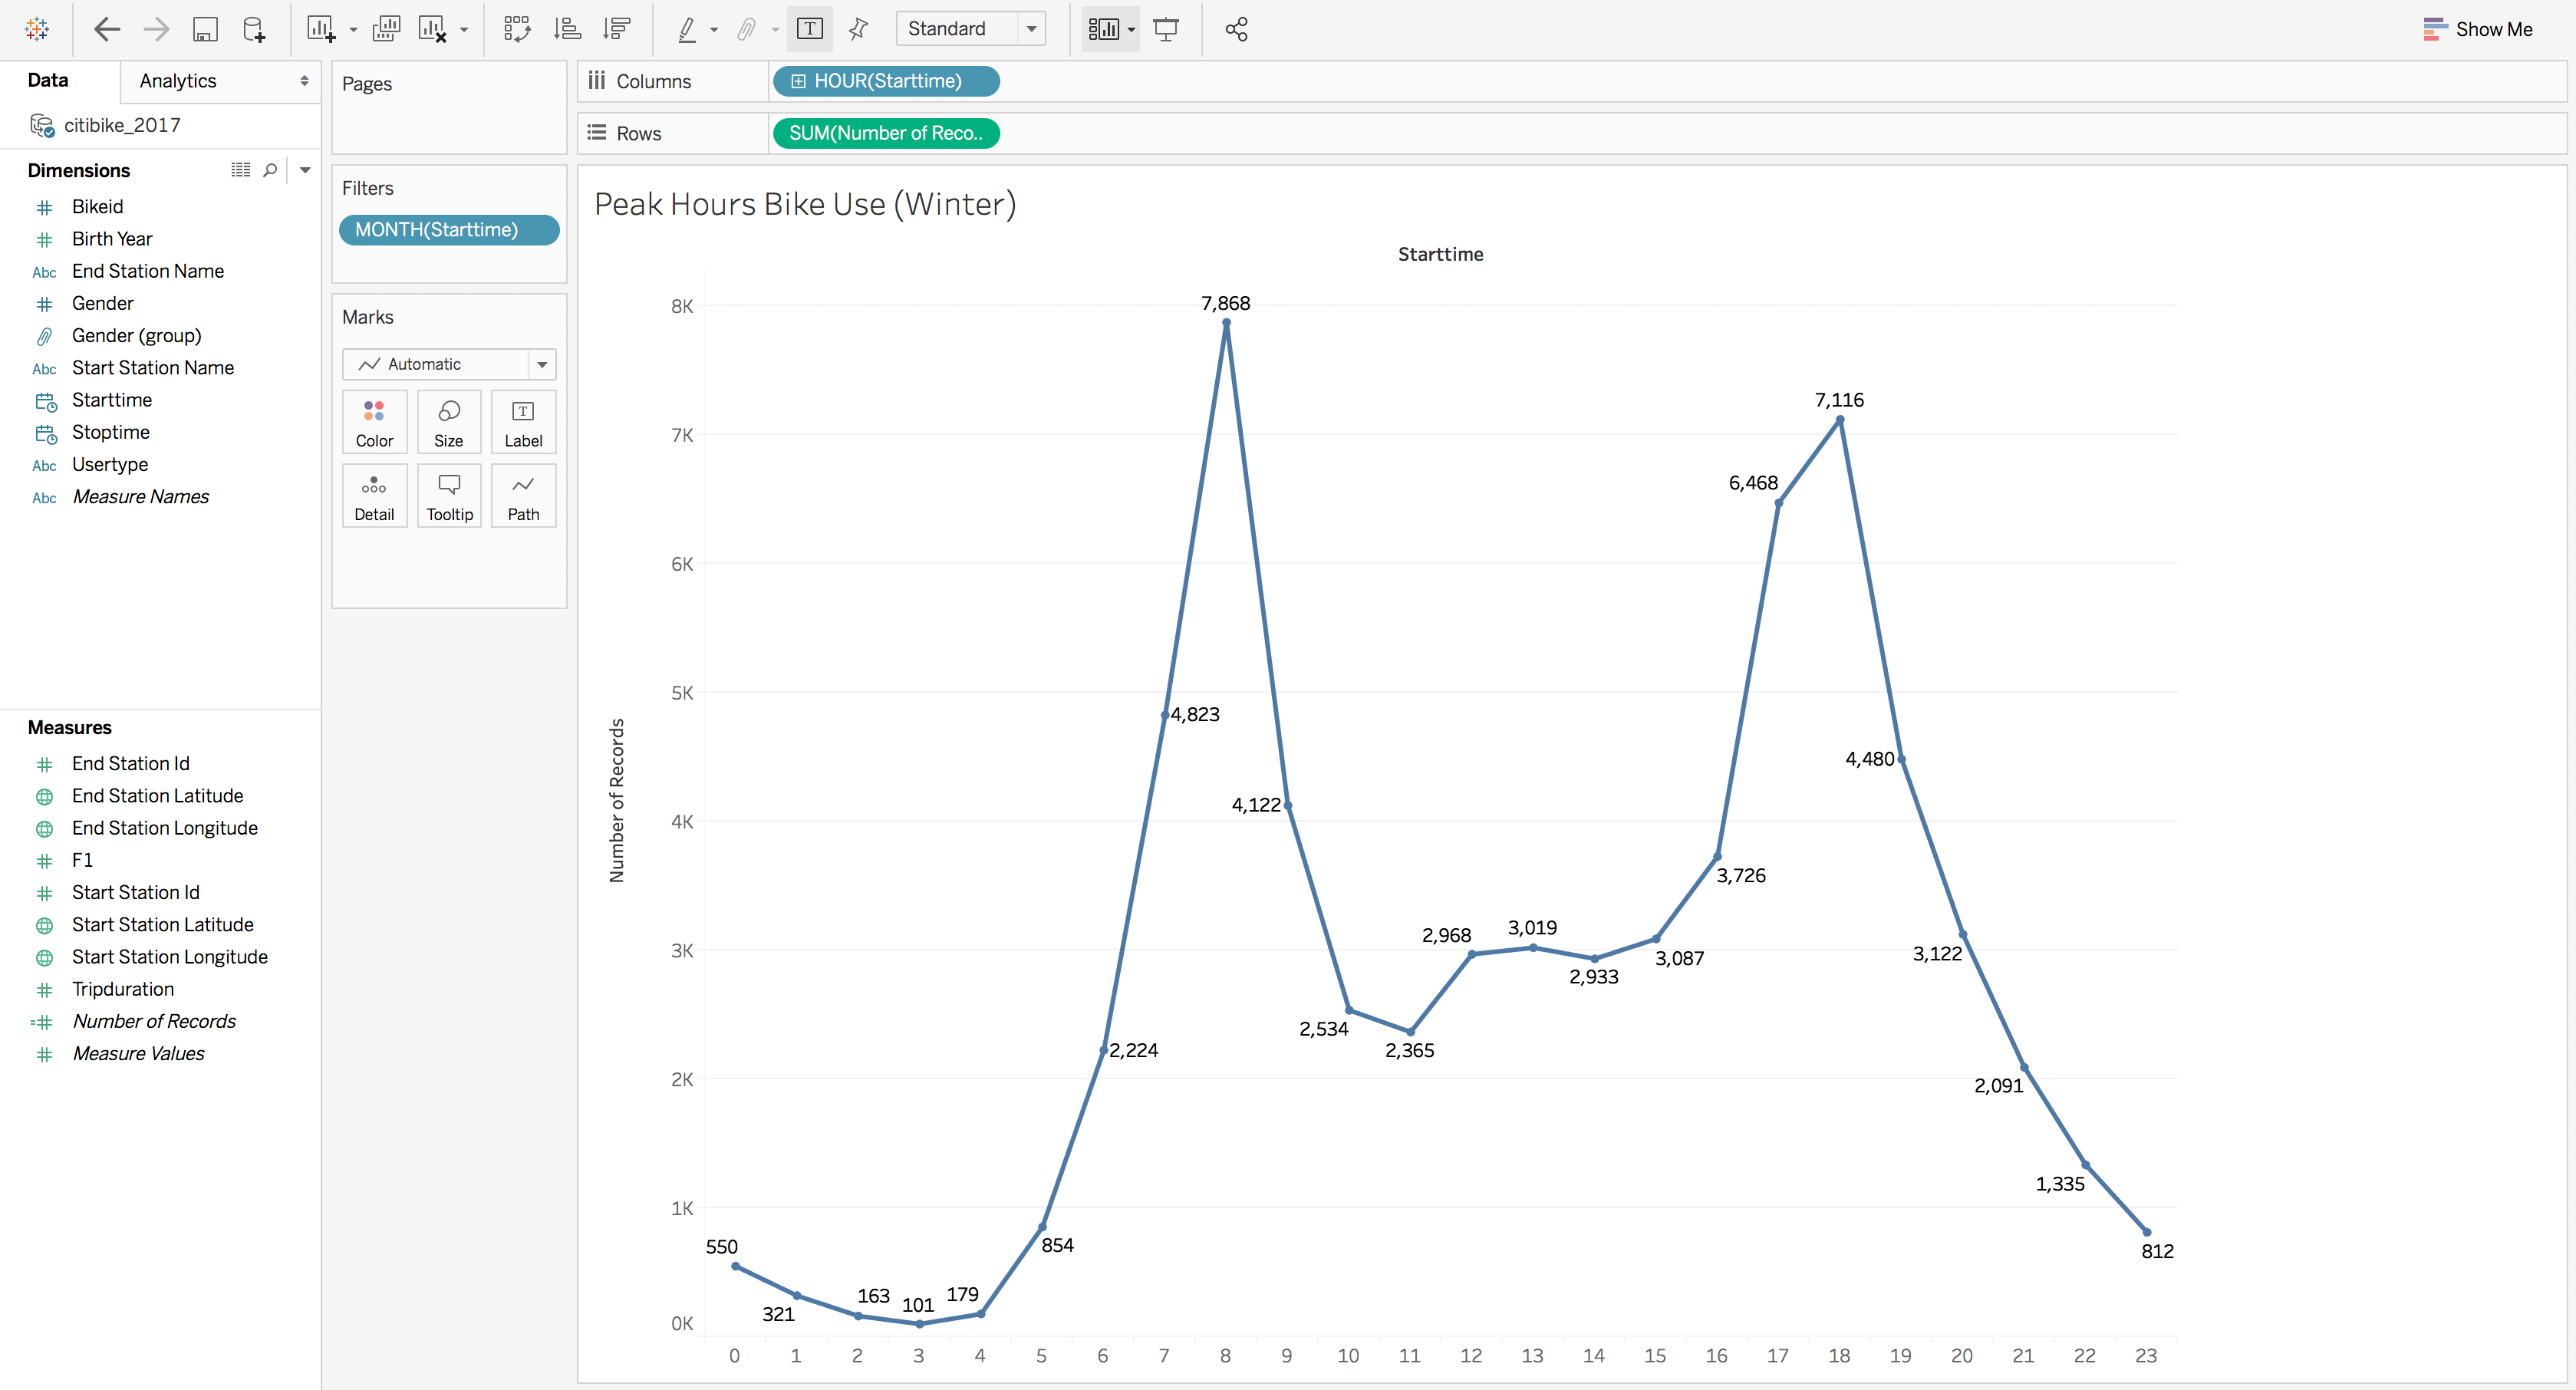 Standard
Show Me
Data
Analytics
citibike_2017
Dimensions
# Bikeid
# Birth Year
Abc End Station Name
# Gender
Gender (group)
Abc Start Station Name
Starttime
Stoptime
Abc Usertype
Abc Measure Names
Measures
# End Station Id
End Station Latitude
End Station Longitude
# F1
# Start Station Id
Start Station Latitude
Start Station Longitude
# Tripduration
=# Number of Records
# Measure Values
Pages
Filters
MONTH(Starttime)
Marks
Automatic
Color Size Label
Detail Tooltip Path
Columns HOUR(Starttime)
Rows SUM(Number of Reco..
Peak Hours Bike Use (Winter)
Starttime
Number of Records
8K
7K
6K
5K
4K
3K
2K
1K
0K
550
321
163
101
179
854
2,224
4,823
7,868
4,122
2,534
2,365
2,968
3,019
2,933
3,087
3,726
6,468
7,116
4,480
3,122
2,091
1,335
812
0 1 2 3 4 5 6 7 8 9 10 11 12 13 14 15 16 17 18 19 20 21 22 23